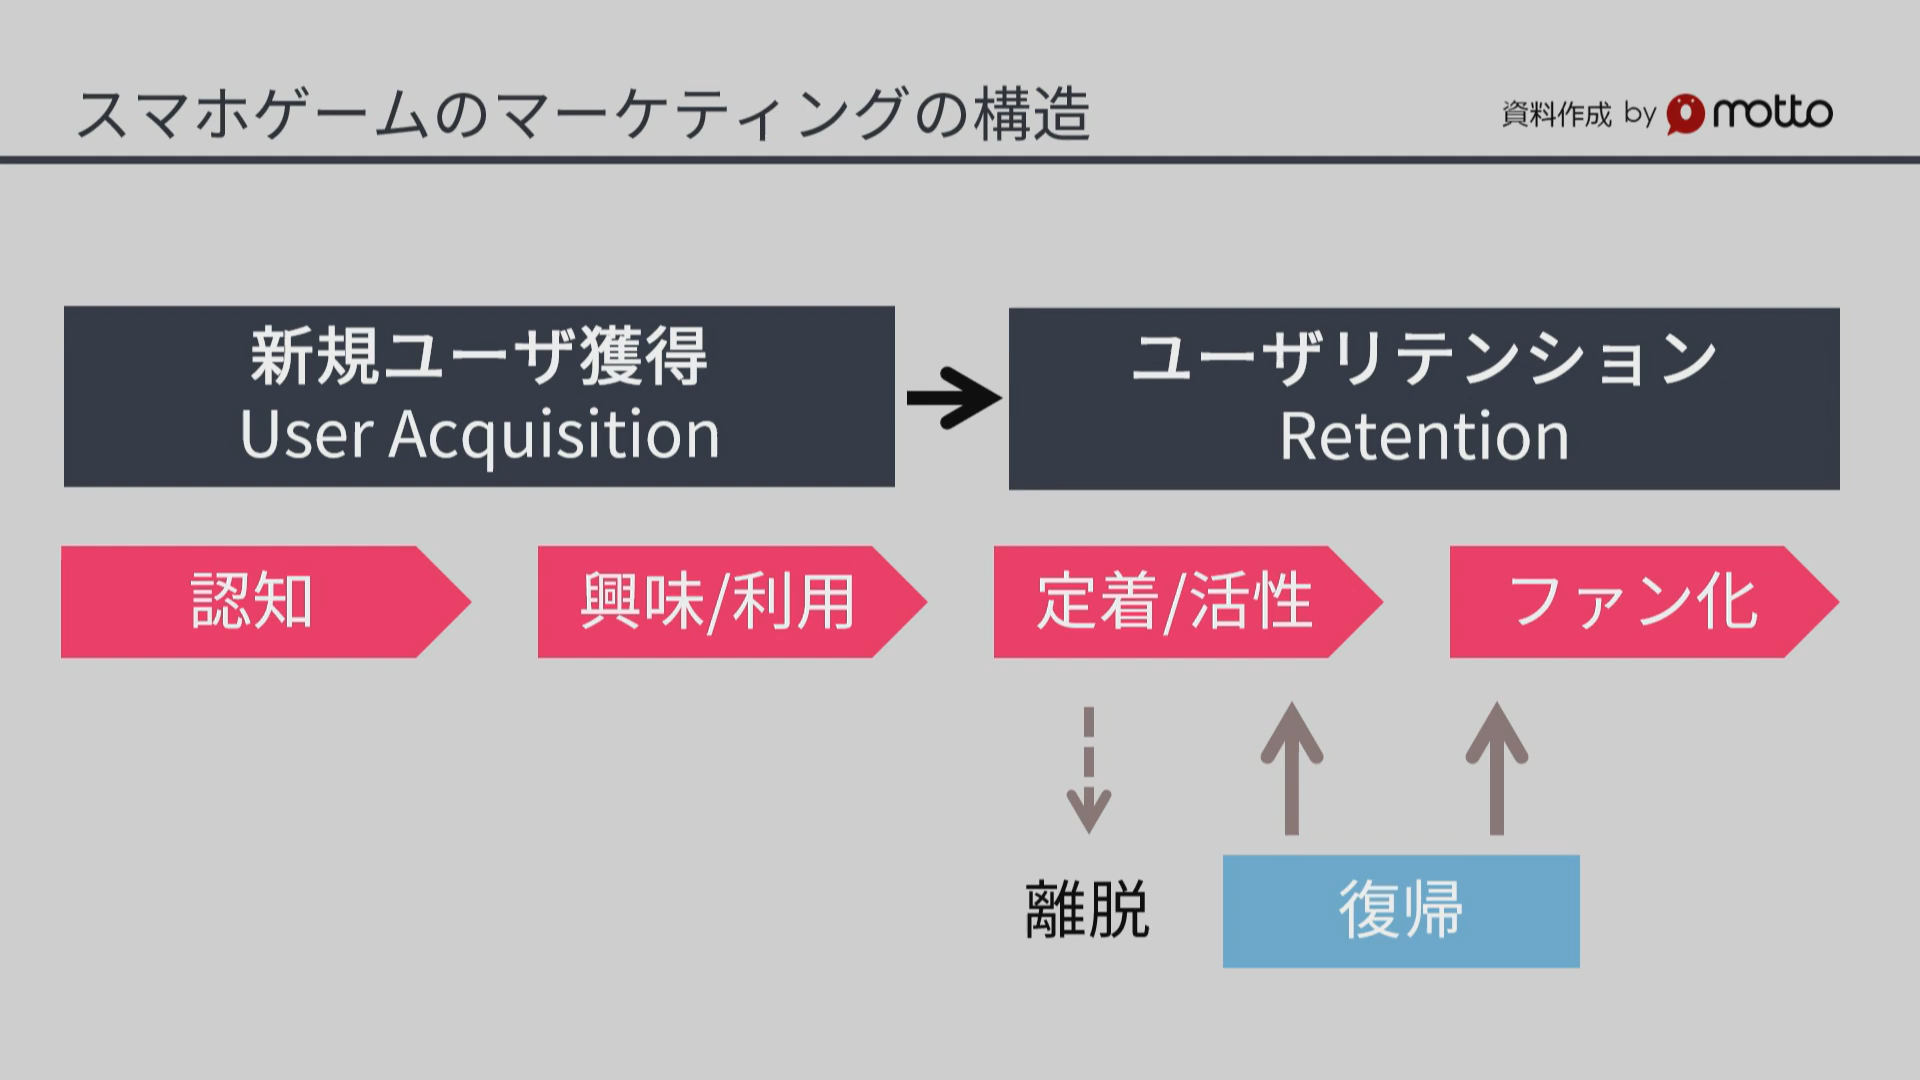 スマホゲームのマーケティングの構造
資料作成 by motto
新規ユーザ獲得
User Acquisition
ユーザリテンション
Retention
認知
興味/利用
定着/活性
ファン化
離脱
復帰